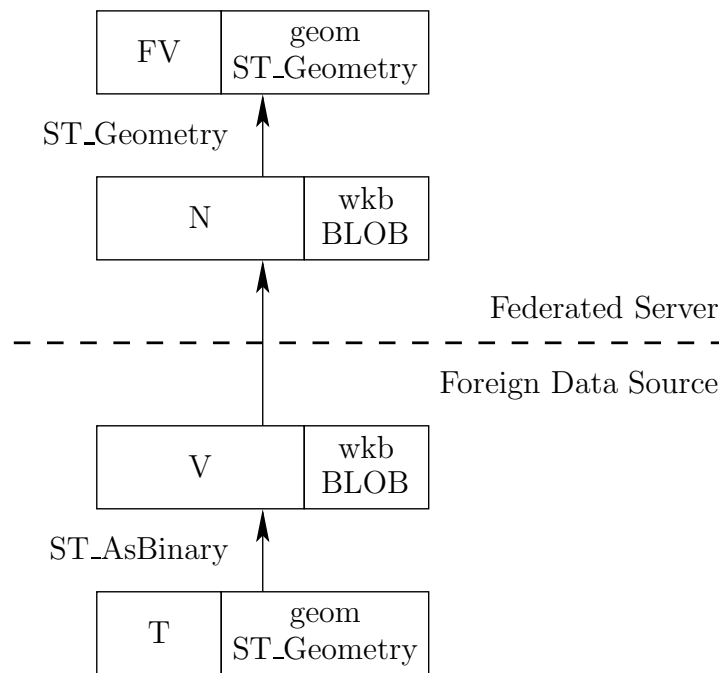 FV
geom
ST_Geometry
ST_Geometry
N
wkb
BLOB
Federated Server
Foreign Data Source
V
wkb
BLOB
ST_AsBinary
T
geom
ST_Geometry